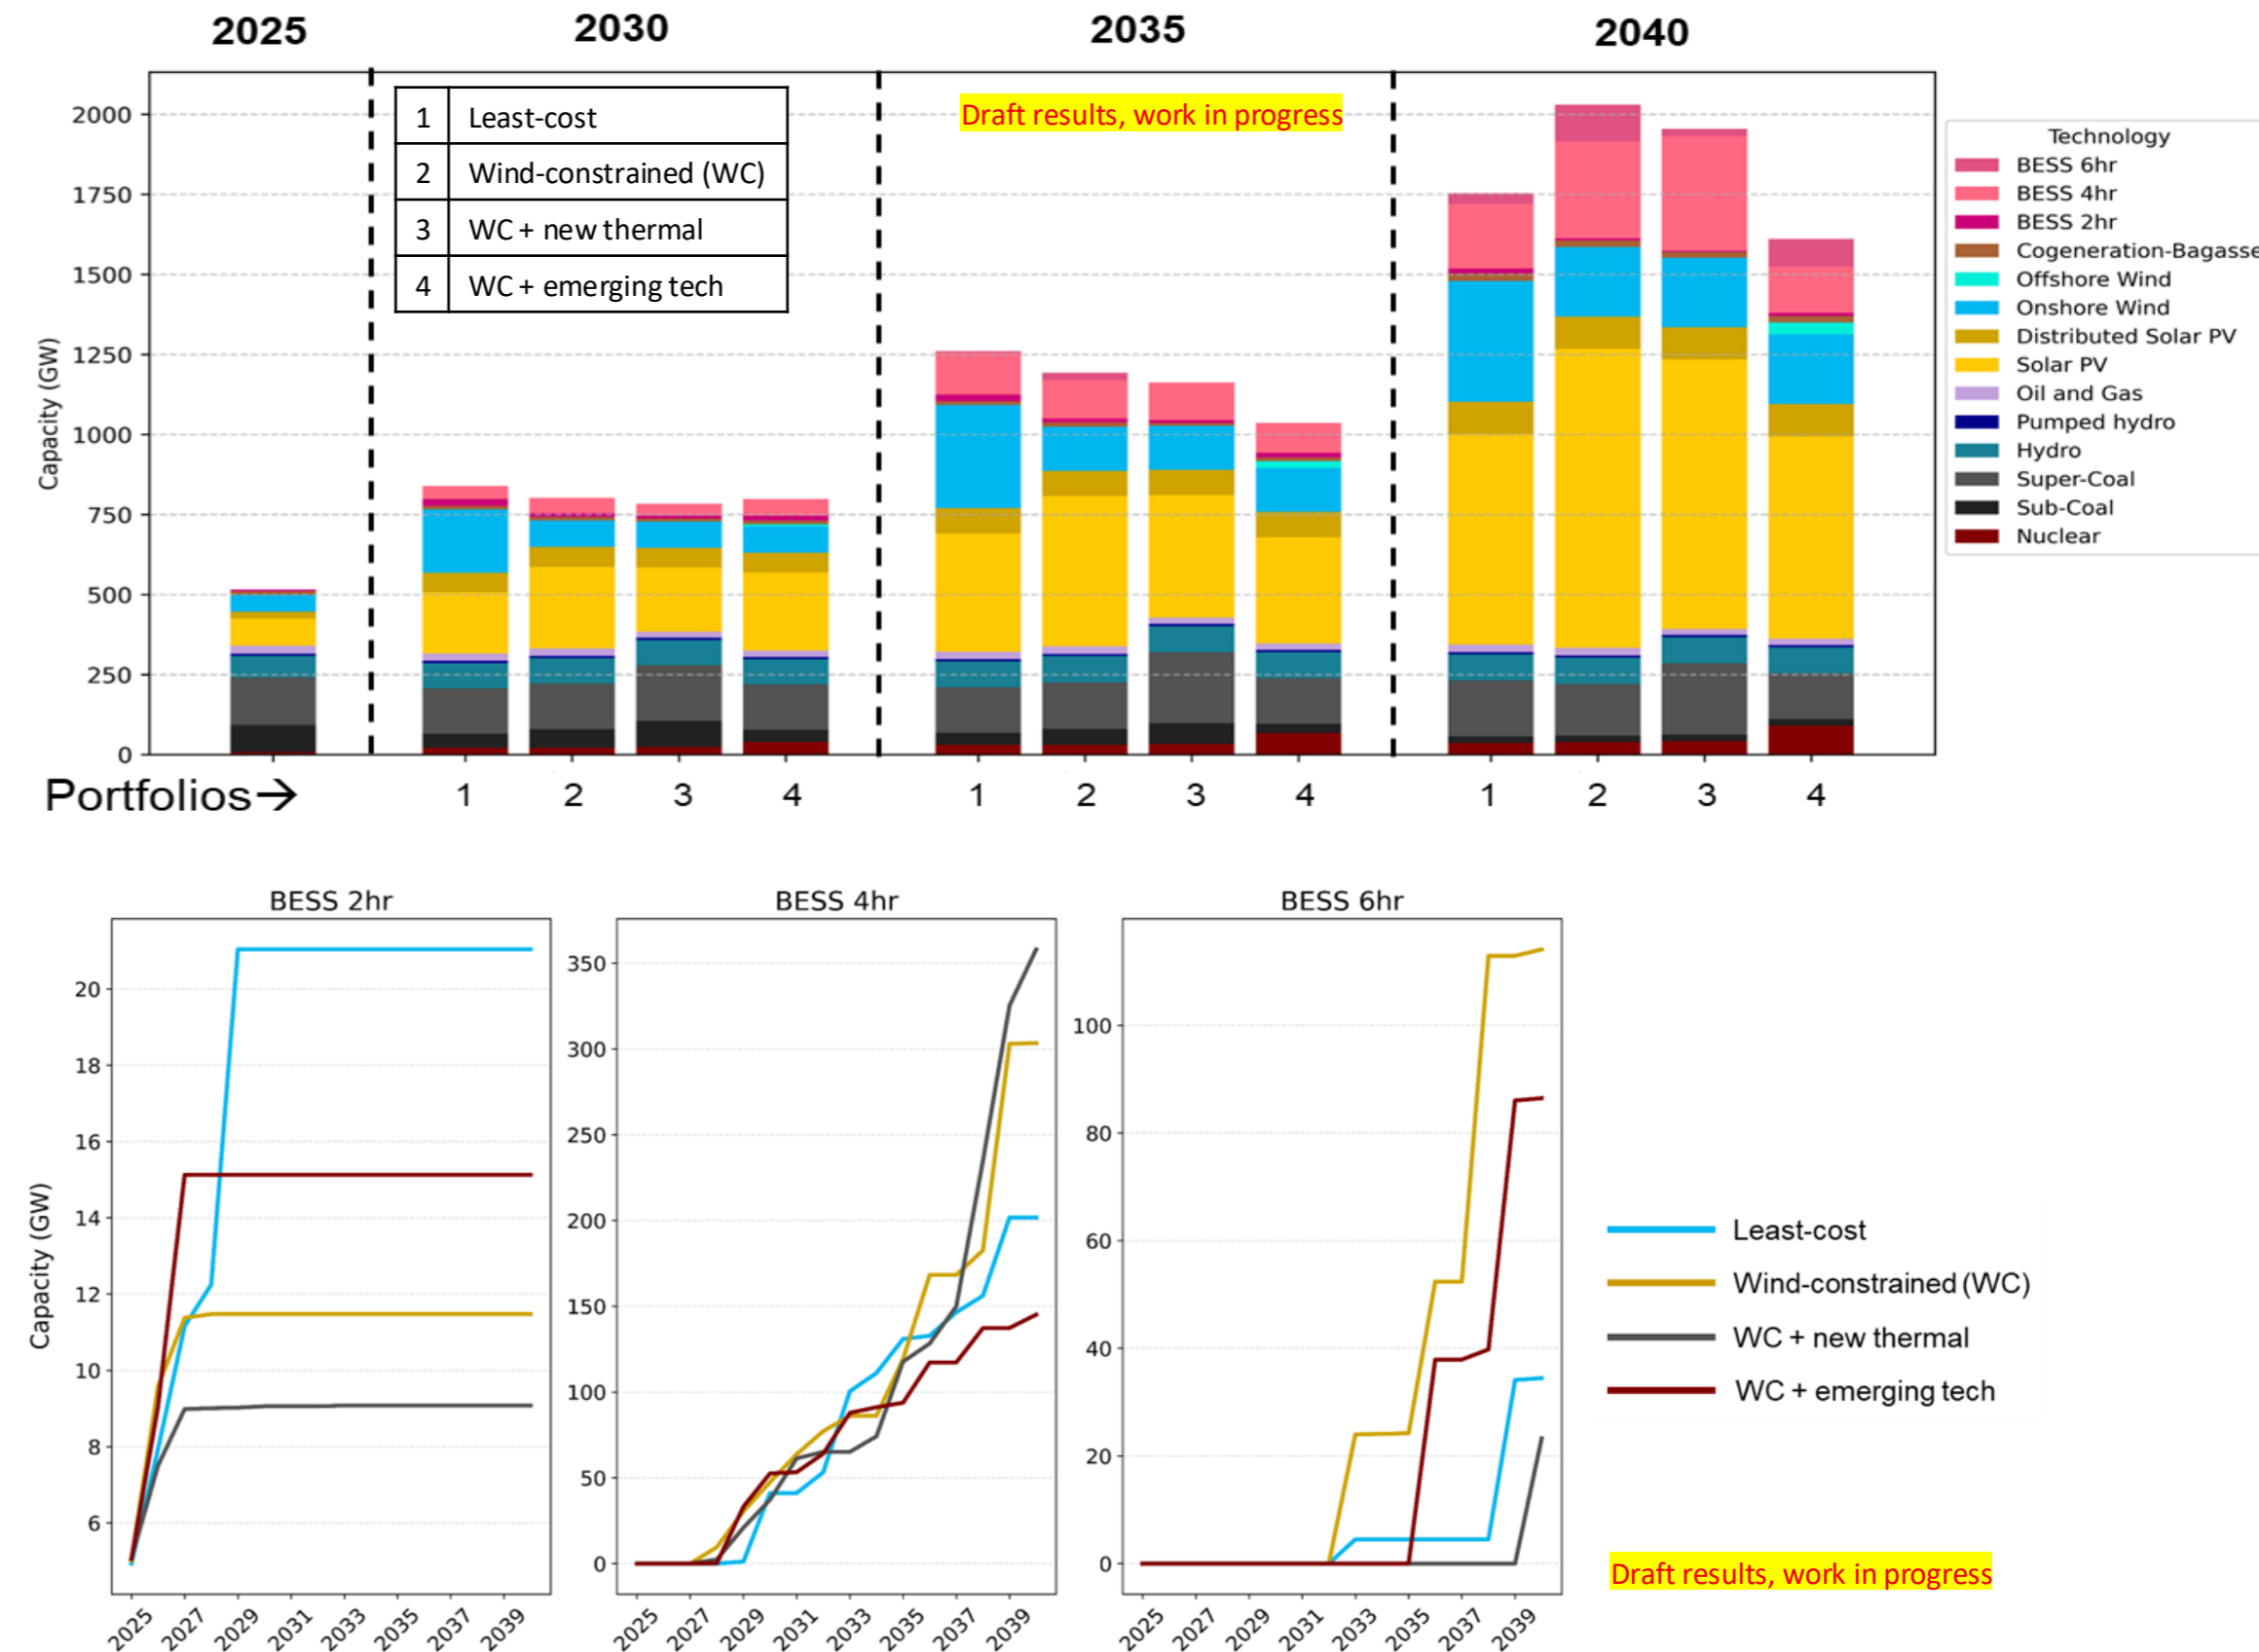 2025 2030 2035 2040
Capacity (GW)
2000
1750
1500
1250
1000
750
500
250
0
1 Least-cost
2 Wind-constrained (WC)
3 WC + new thermal
4 WC + emerging tech
Draft results, work in progress
Technology
BESS 6hr
BESS 4hr
BESS 2hr
Cogeneration-Bagasse
Offshore Wind
Onshore Wind
Distributed Solar PV
Solar PV
Oil and Gas
Pumped hydro
Hydro
Super-Coal
Sub-Coal
Nuclear
Portfolios→ 1 2 3 4 1 2 3 4 1 2 3 4
Capacity (GW)
BESS 2hr
20
18
16
14
12
10
8
6
2025 2027 2029 2031 2033 2035 2037 2039
BESS 4hr
350
300
250
200
150
100
50
0
2025 2027 2029 2031 2033 2035 2037 2039
BESS 6hr
100
80
60
40
20
0
2025 2027 2029 2031 2033 2035 2037 2039
Least-cost
Wind-constrained (WC)
WC + new thermal
WC + emerging tech
Draft results, work in progress